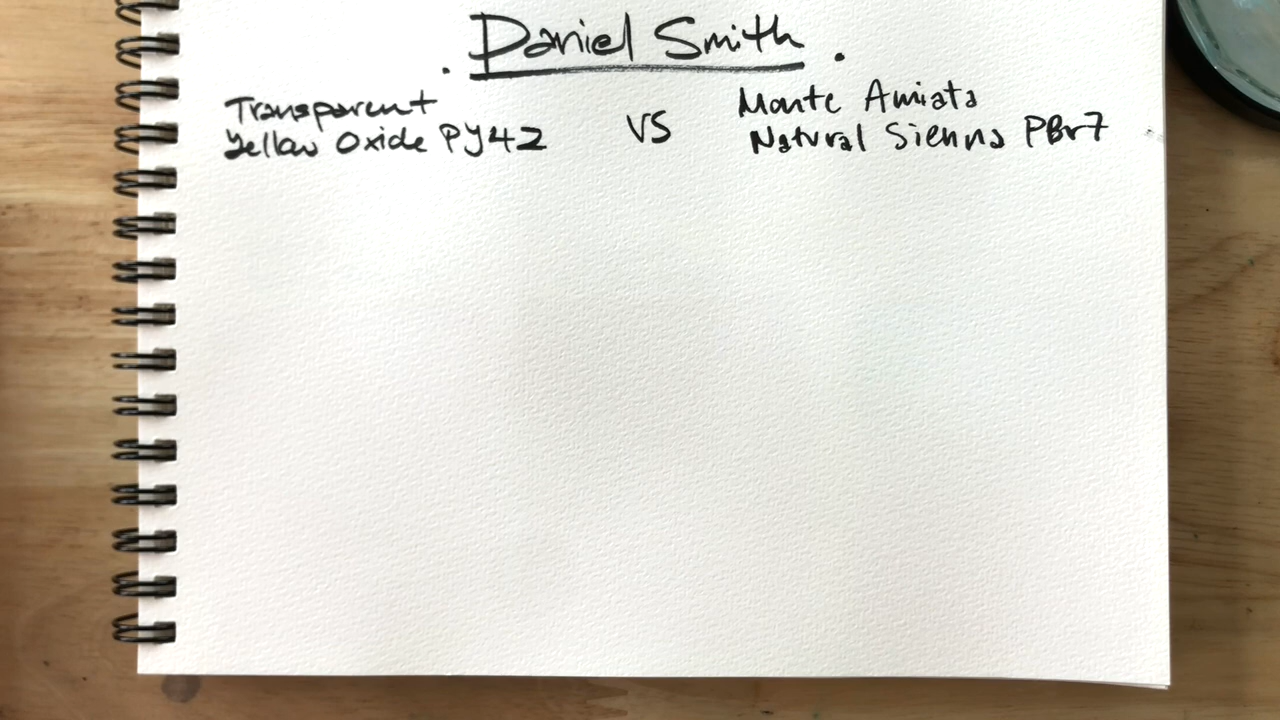 . Daniel Smith .
Transparent
Yellow Oxide PY42
vs
Monte Amiata
Natural Sienna PBr7